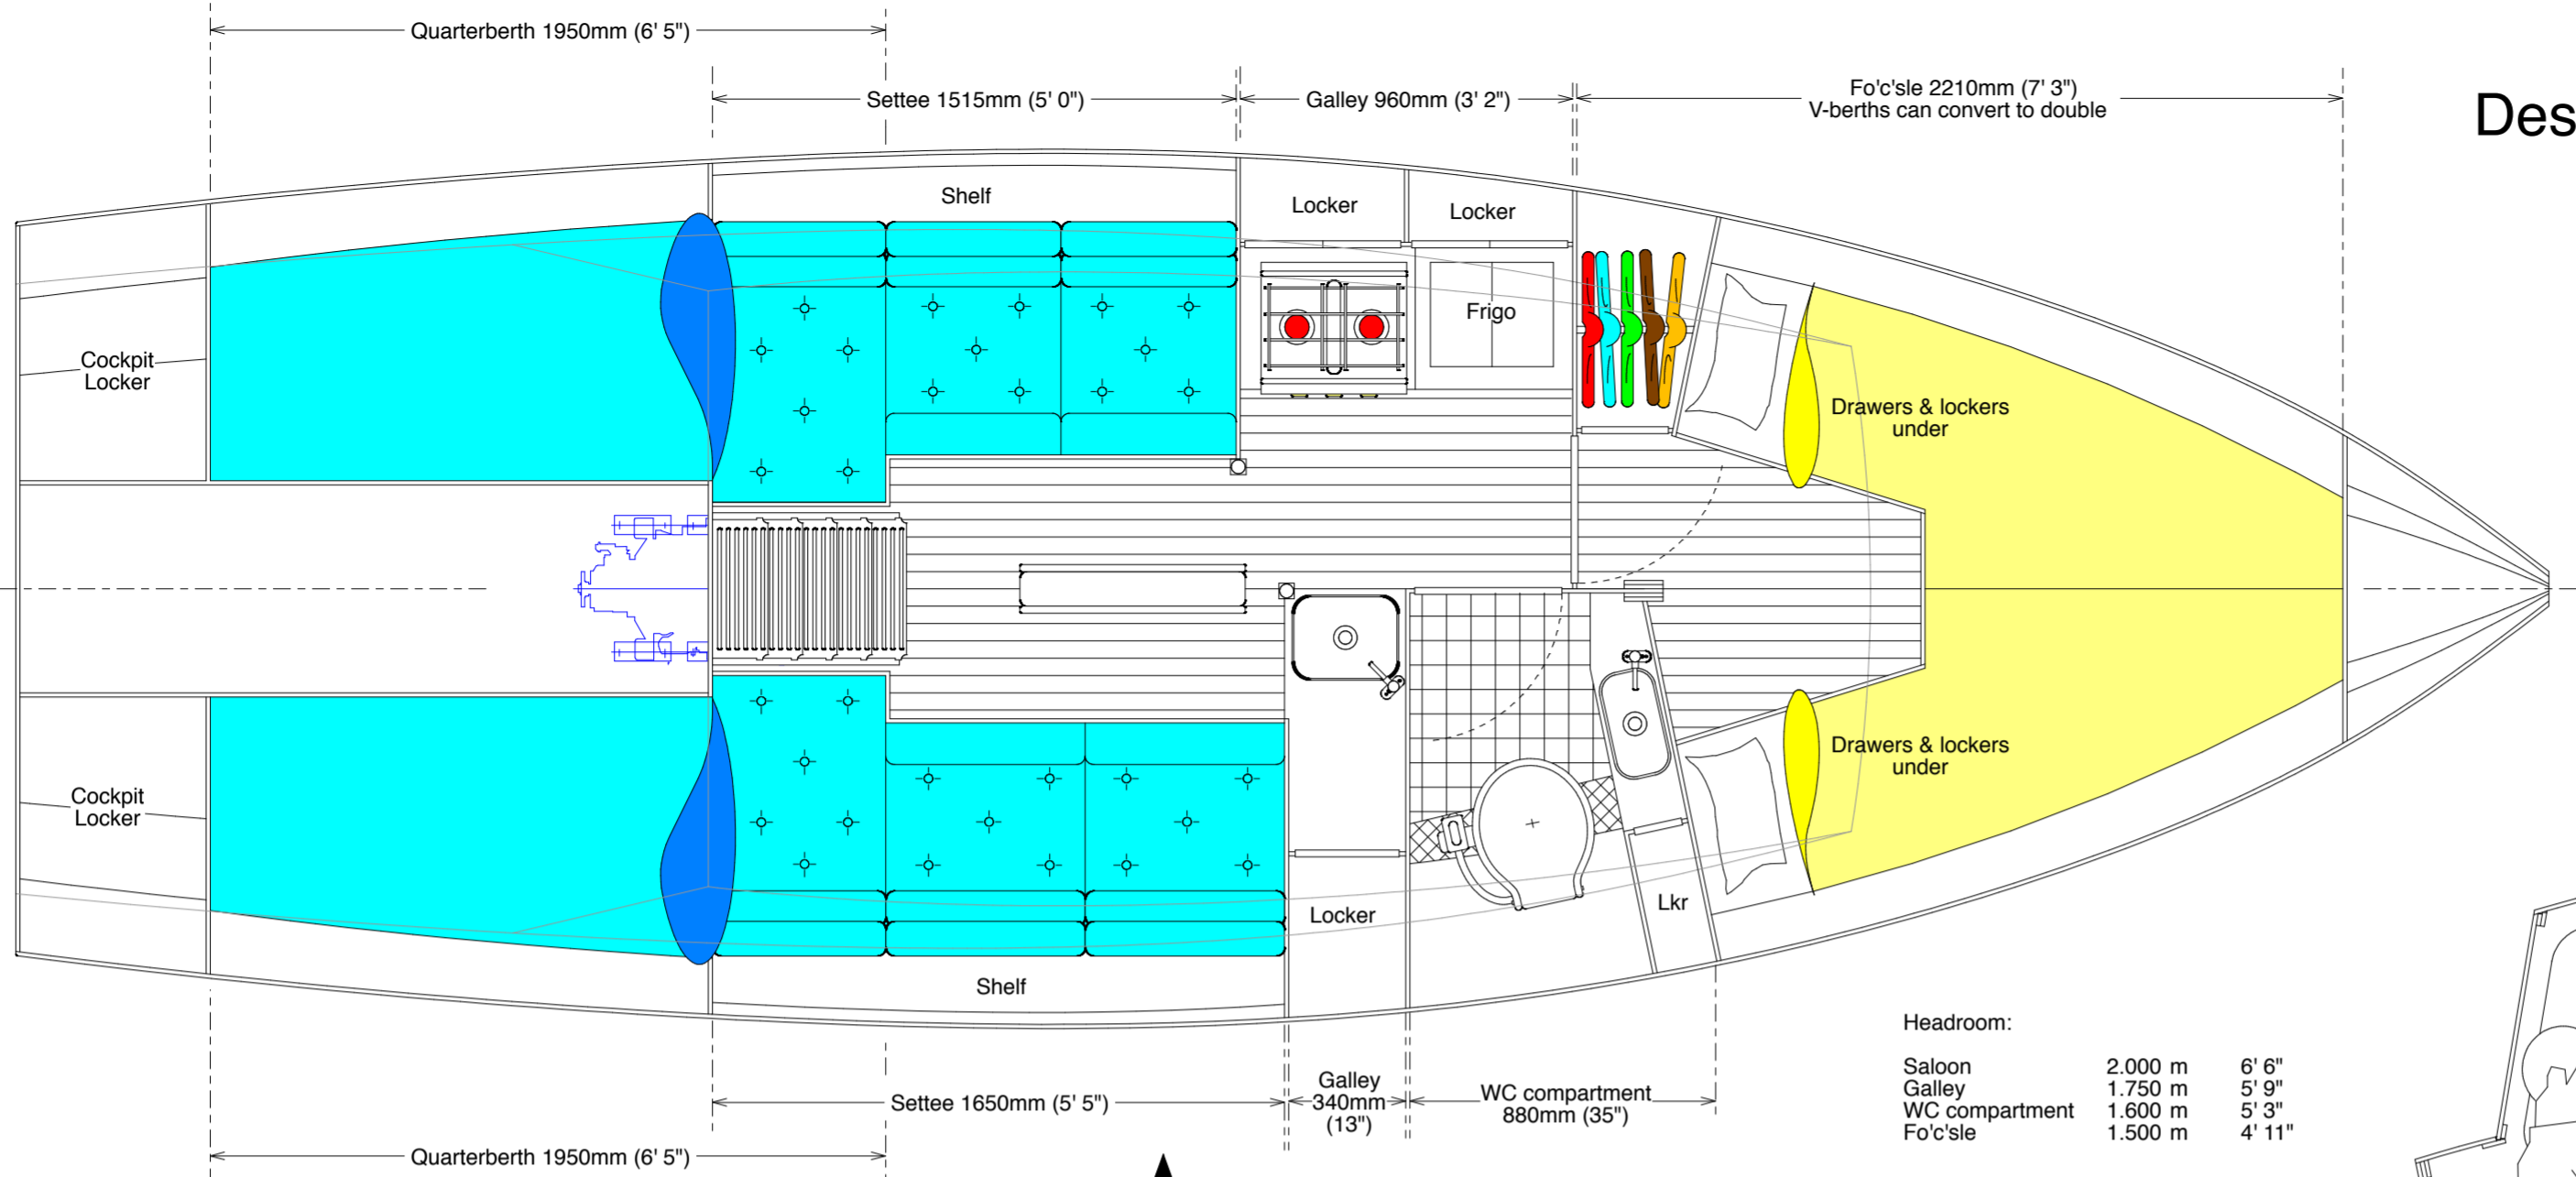 Quarterberth 1950mm (6' 5")
Settee 1515mm (5' 0")
Galley 960mm (3' 2")
Fo'c'sle 2210mm (7' 3")
V-berths can convert to double
Des
Shelf
Locker
Locker
Frigo
Cockpit
Locker
Drawers & lockers
under
Drawers & lockers
under
Cockpit
Locker
Locker
Lkr
Shelf
Headroom:
Saloon 2.000 m 6' 6"
Galley 1.750 m 5' 9"
WC compartment 1.600 m 5' 3"
Fo'c'sle 1.500 m 4' 11"
Settee 1650mm (5' 5")
Galley
340mm
(13")
WC compartment
880mm (35")
Quarterberth 1950mm (6' 5")